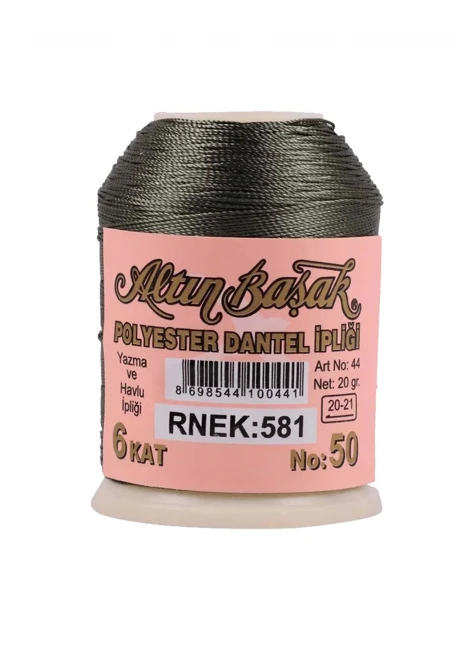 Altın Başak
POLYESTER DANTEL İPLİĞİ
Yazma
ve
Havlu
İpliği
8 698544 100441
Art No: 44
Net: 20 gr.
20-21
RNEK:581
6 KAT
No:50